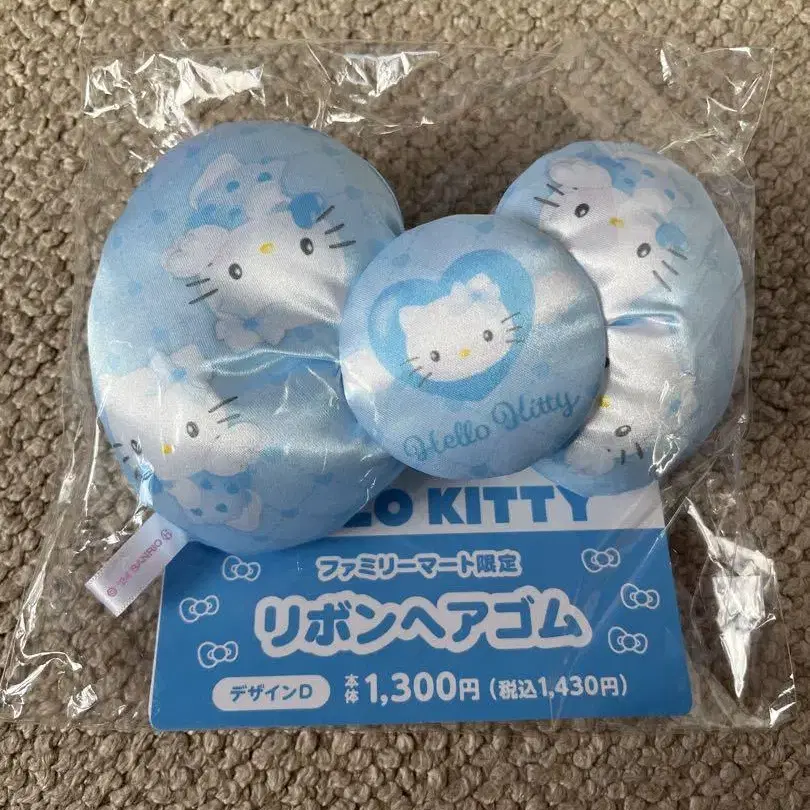 Hello Kitty
KITTY
ファミリーマート限定
リボンヘアゴム
デザインD
本体 1,300円(税込1,430円)
© '24 SANRIO